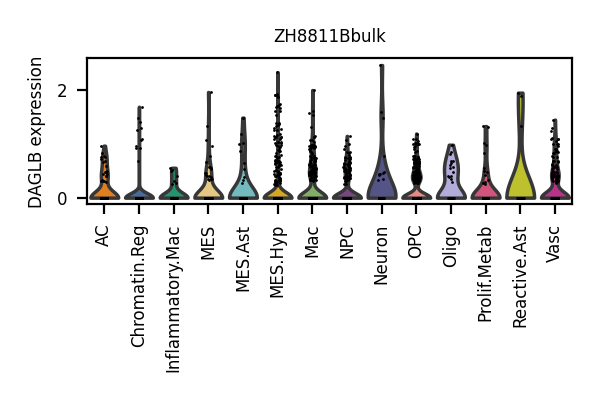 ZH8811Bbulk
DAGLB expression
2
0
AC
Chromatin.Reg
Inflammatory.Mac
MES
MES.Ast
MES.Hyp
Mac
NPC
Neuron
OPC
Oligo
Prolif.Metab
Reactive.Ast
Vasc